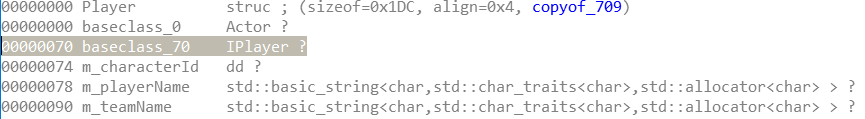 00000000 Player struc ; (sizeof=0x1DC, align=0x4, copyof_709)
00000000 baseclass_0 Actor ?
00000070 baseclass_70 IPlayer ?
00000074 m_characterId dd ?
00000078 m_playerName std::basic_string<char,std::char_traits<char>,std::allocator<char> > ?
00000090 m_teamName std::basic_string<char,std::char_traits<char>,std::allocator<char> > ?